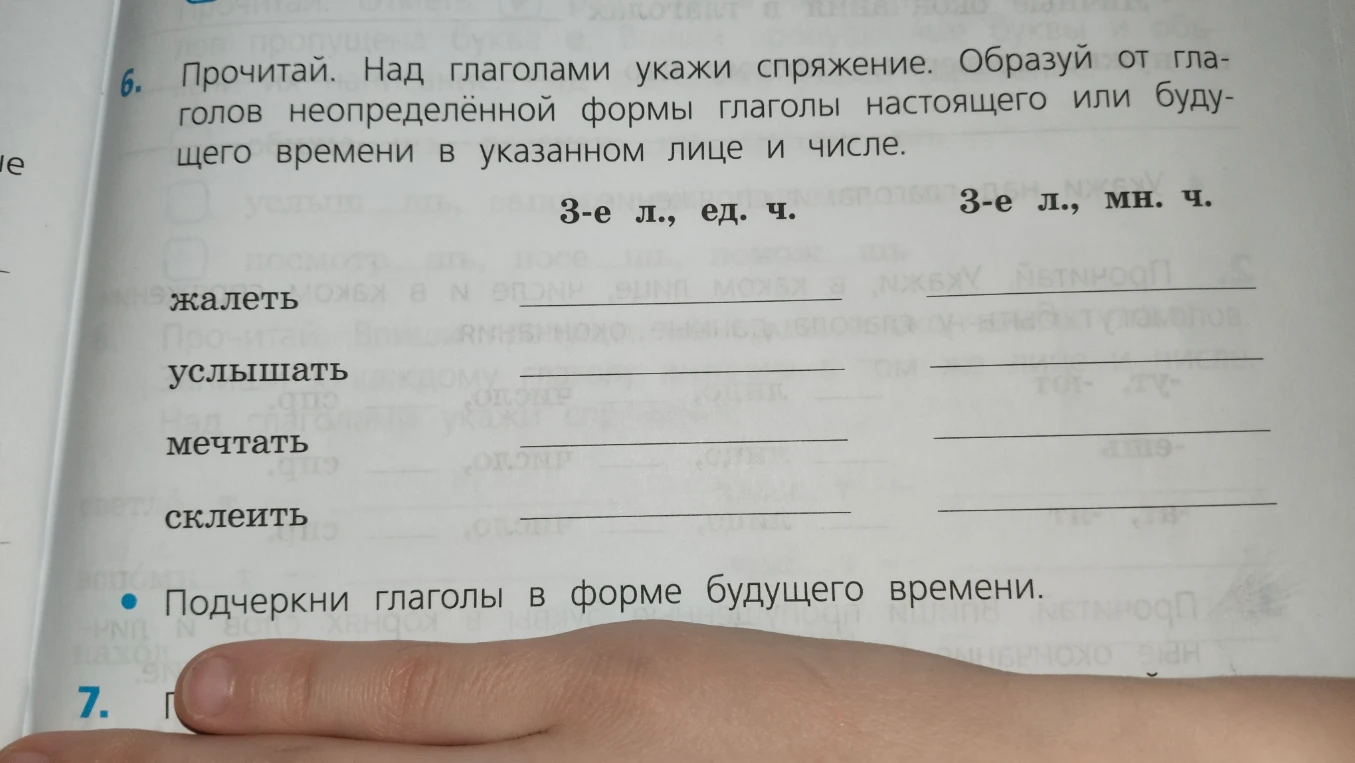 6. Прочитай. Над глаголами укажи спряжение. Образуй от гла-
голов неопределённой формы глаголы настоящего или буду-
щего времени в указанном лице и числе.
3-е л., ед. ч. 3-е л., мн. ч.
жалеть
услышать
мечтать
склеить
• Подчеркни глаголы в форме будущего времени.
7.